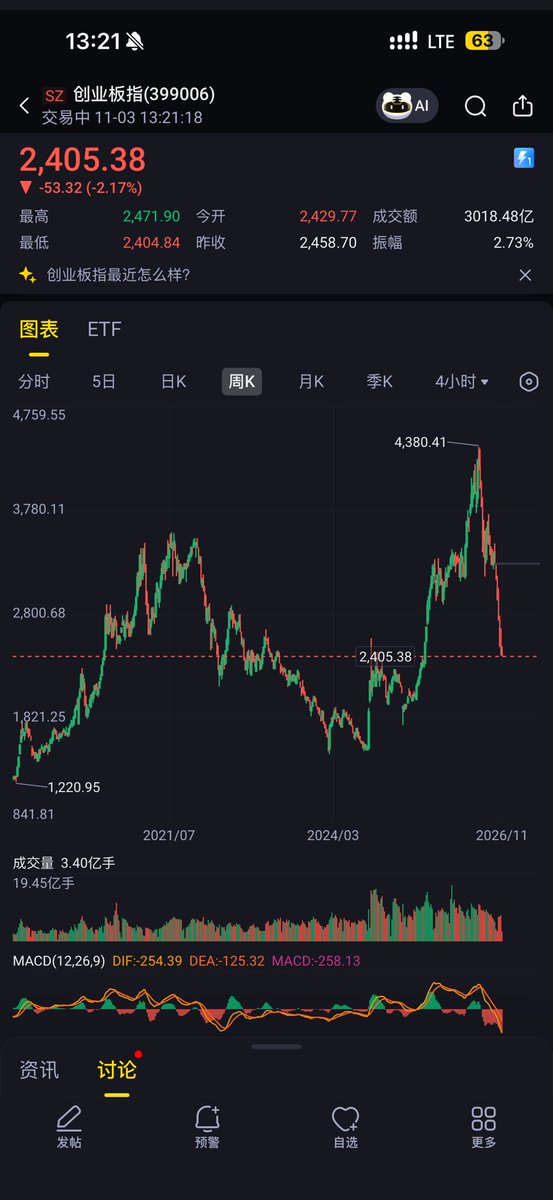 13:21 LTE 63
SZ 创业板指(399006)
AI
交易中 11-03 13:21:18
2,405.38
-53.32 (-2.17%)
最高 2,471.90 今开 2,429.77 成交额 3018.48亿
最低 2,404.84 昨收 2,458.70 振幅 2.73%
创业板指最近怎么样?
图表 ETF
分时 5日 日K 周K 月K 季K 4小时
4,759.55
4,380.41
3,780.11
2,800.68
2,405.38
1,821.25
1,220.95
841.81
2021/07 2024/03 2026/11
成交量 3.40亿手
19.45亿手
MACD(12,26,9) DIF:-254.39 DEA:-125.32 MACD:-258.13
资讯 讨论
发帖 预警 自选 更多